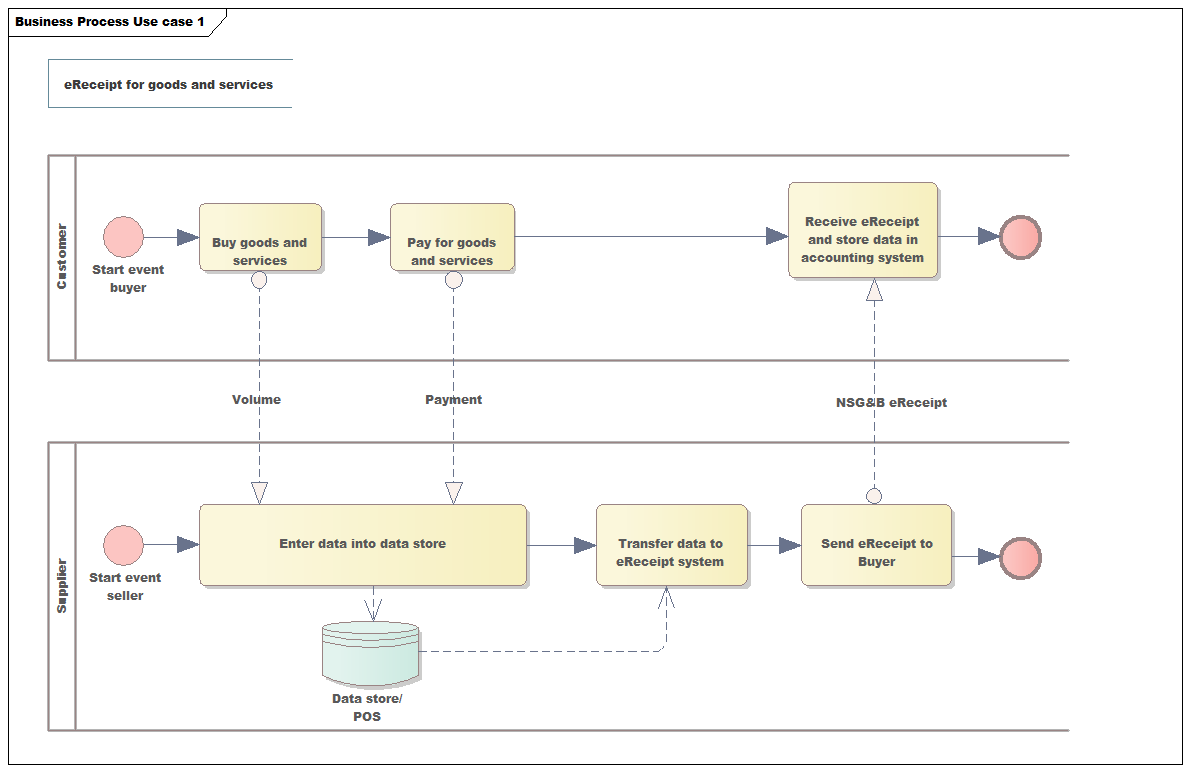 Business Process Use case 1
eReceipt for goods and services
Customer
Start event
buyer
Buy goods and
services
Pay for goods
and services
Receive eReceipt
and store data in
accounting system
Volume
Payment
NSG&B eReceipt
Supplier
Start event
seller
Enter data into data store
Transfer data to
eReceipt system
Send eReceipt to
Buyer
Data store/
POS